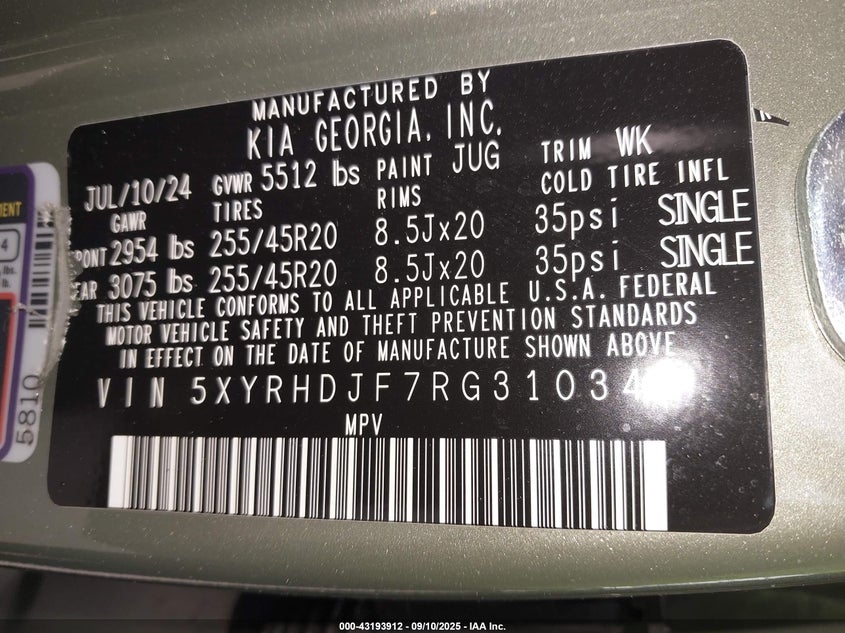 MANUFACTURED BY
KIA GEORGIA, INC.
JUL/10/24 GVWR 5512 lbs PAINT JUG TRIM WK
GAWR TIRES RIMS COLD TIRE INFL
2954 lbs 255/45R20 8.5Jx20 35psi SINGLE
3075 lbs 255/45R20 8.5Jx20 35psi SINGLE
THIS VEHICLE CONFORMS TO ALL APPLICABLE U.S.A. FEDERAL
MOTOR VEHICLE SAFETY AND THEFT PREVENTION STANDARDS
IN EFFECT ON THE DATE OF MANUFACTURE SHOWN ABOVE
VIN 5XYRHDJF7RG31034
MPV
5810
000-43193912 - 09/10/2025 - IAA Inc.